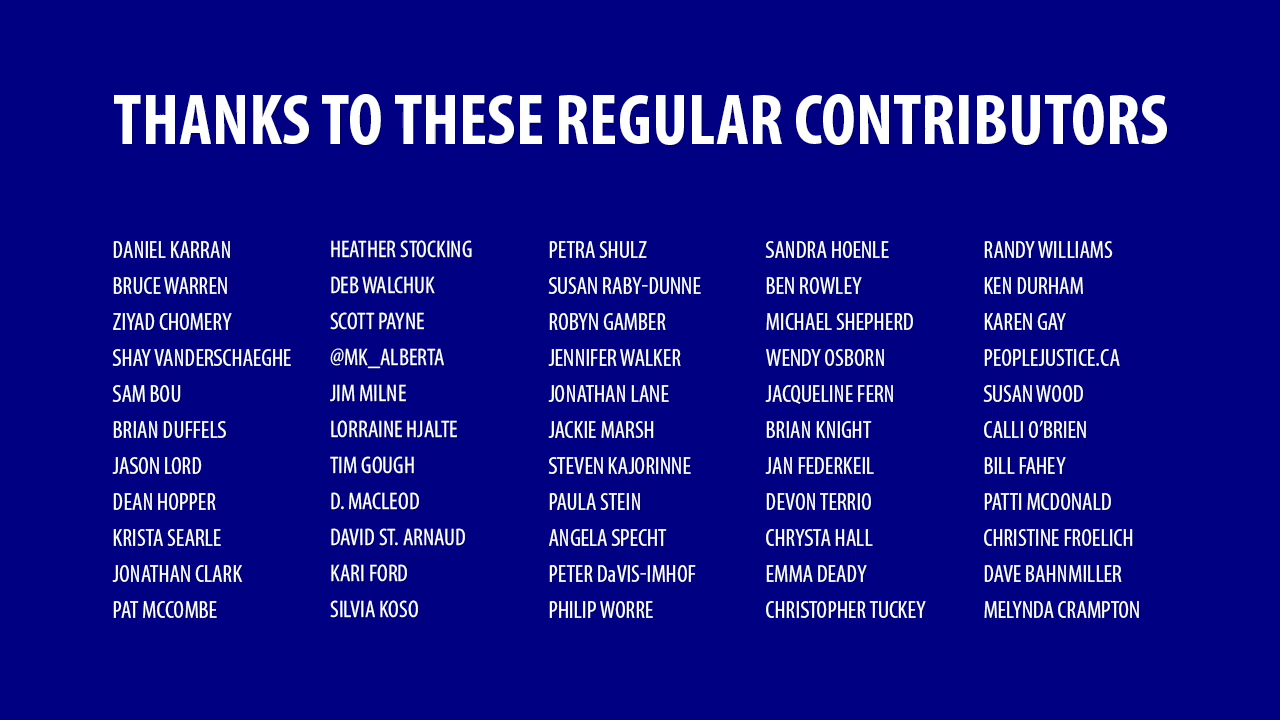 THANKS TO THESE REGULAR CONTRIBUTORS
DANIEL KARRAN
BRUCE WARREN
ZIYAD CHOMERY
SHAY VANDERSCHAEGHE
SAM BOU
BRIAN DUFFELS
JASON LORD
DEAN HOPPER
KRISTA SEARLE
JONATHAN CLARK
PAT MCCOMBE
HEATHER STOCKING
DEB WALCHUK
SCOTT PAYNE
@MK_ALBERTA
JIM MILNE
LORRAINE HJALTE
TIM GOUGH
D. MACLEOD
DAVID ST. ARNAUD
KARI FORD
SILVIA KOSO
PETRA SHULZ
SUSAN RABY-DUNNE
ROBYN GAMBER
JENNIFER WALKER
JONATHAN LANE
JACKIE MARSH
STEVEN KAJORINNE
PAULA STEIN
ANGELA SPECHT
PETER DaVIS-IMHOF
PHILIP WORRE
SANDRA HOENLE
BEN ROWLEY
MICHAEL SHEPHERD
WENDY OSBORN
JACQUELINE FERN
BRIAN KNIGHT
JAN FEDERKEIL
DEVON TERRIO
CHRYSTA HALL
EMMA DEADY
CHRISTOPHER TUCKEY
RANDY WILLIAMS
KEN DURHAM
KAREN GAY
PEOPLEJUSTICE.CA
SUSAN WOOD
CALLI O’BRIEN
BILL FAHEY
PATTI MCDONALD
CHRISTINE FROELICH
DAVE BAHNMILLER
MELYNDA CRAMPTON